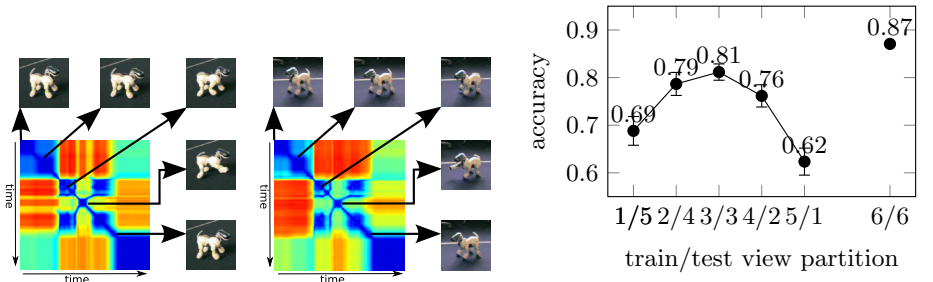 time
time
time
time
accuracy
0.9
0.8
0.7
0.6
0.69
0.79
0.81
0.76
0.62
0.87
1/5 2/4 3/3 4/2 5/1 6/6
train/test view partition